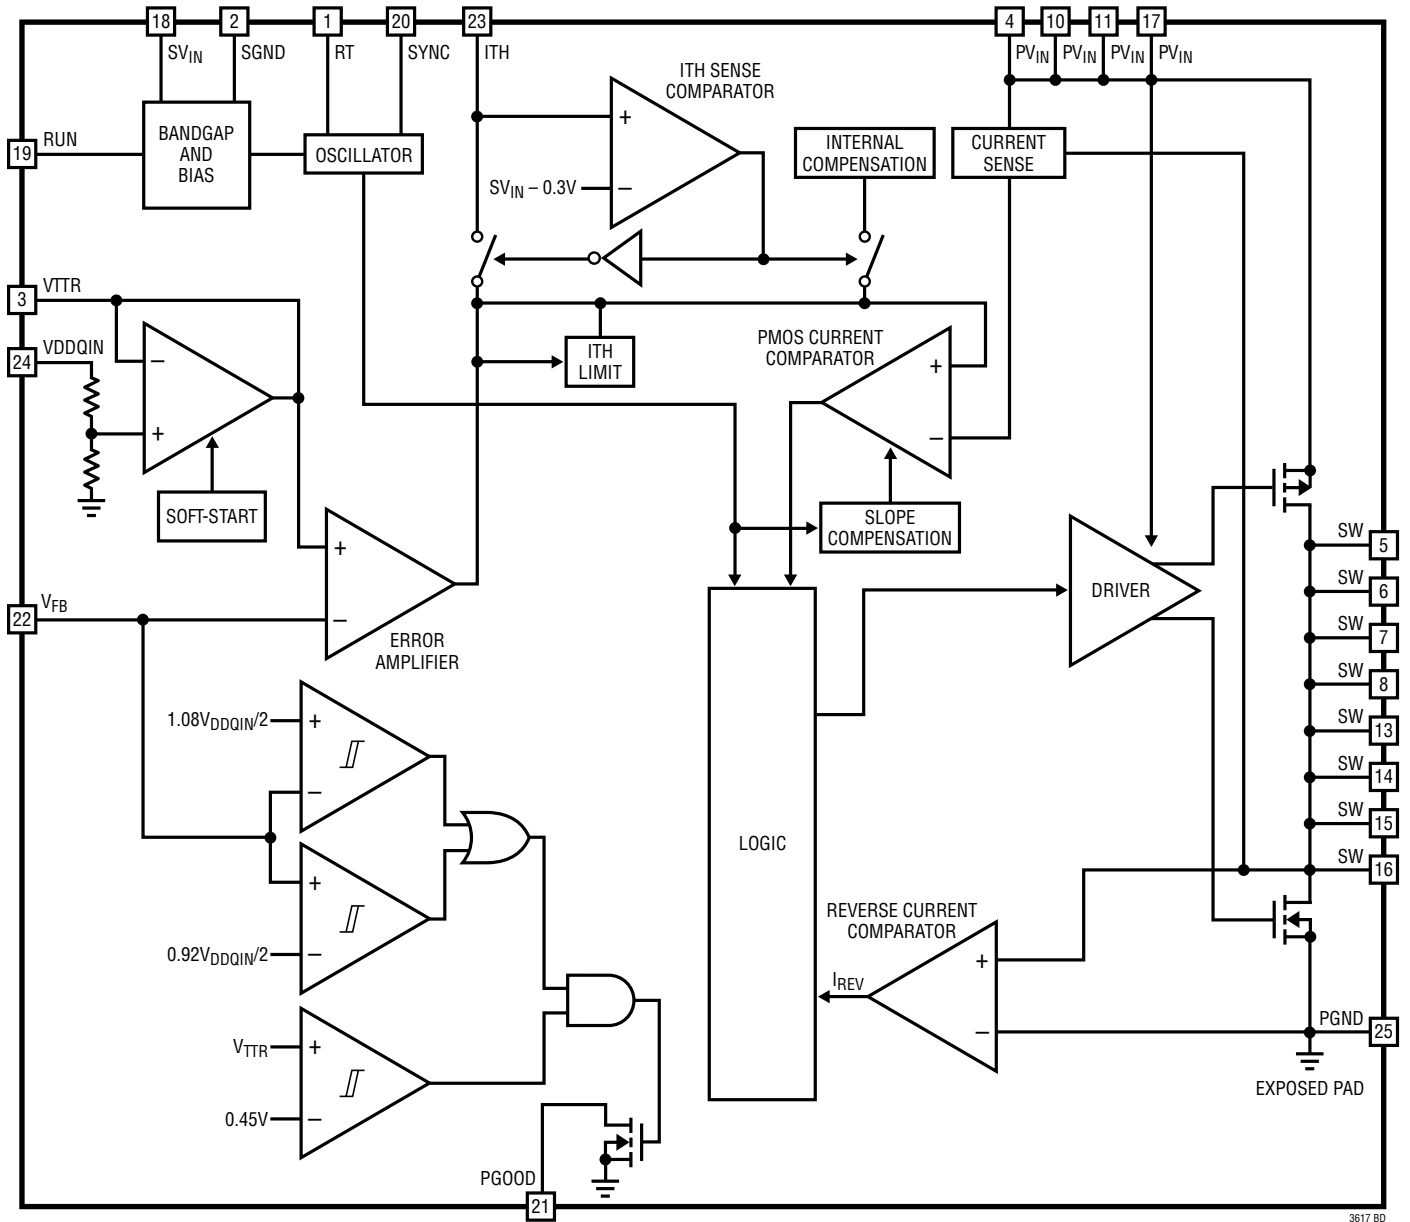 18 2 1 20 23 4 10 11 17
SVIN SGND RT SYNC ITH PVIN PVIN PVIN PVIN
ITH SENSE
COMPARATOR
19 RUN
BANDGAP
AND
BIAS
OSCILLATOR
+
SVIN – 0.3V –
INTERNAL
COMPENSATION
CURRENT
SENSE
3 VTTR
24 VDDQIN
–
+
SOFT-START
ITH
LIMIT
PMOS CURRENT
COMPARATOR
+
–
SLOPE
COMPENSATION
22 VFB
+
–
ERROR
AMPLIFIER
DRIVER
SW 5
SW 6
SW 7
SW 8
SW 13
SW 14
SW 15
SW 16
1.08VDDQIN/2 +
–
+
0.92VDDQIN/2 –
VTTR +
0.45V –
LOGIC
REVERSE CURRENT
COMPARATOR
IREV
+
–
PGND 25
EXPOSED PAD
PGOOD
21
3617 BD